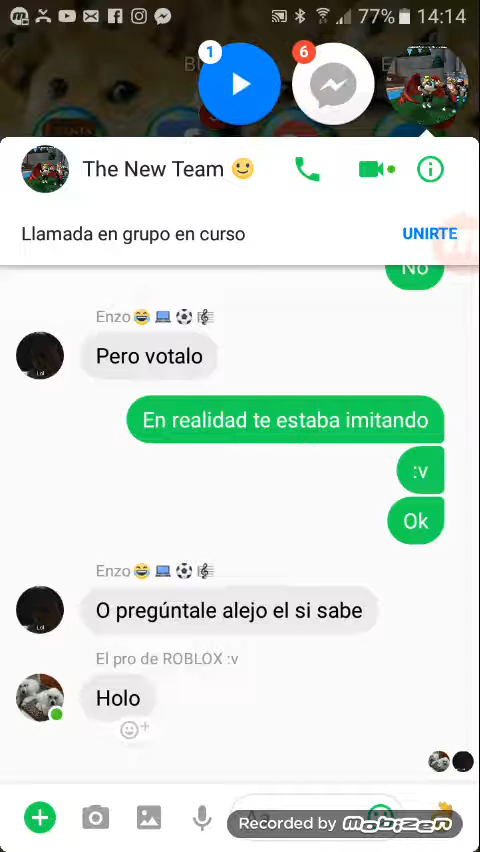 77% 14:14
1
6
The New Team
Llamada en grupo en curso
UNIRTE
No
Enzo
Pero votalo
En realidad te estaba imitando
:v
Ok
Enzo
O pregúntale alejo el si sabe
El pro de ROBLOX :v
Holo
Aa
Recorded by mobizen